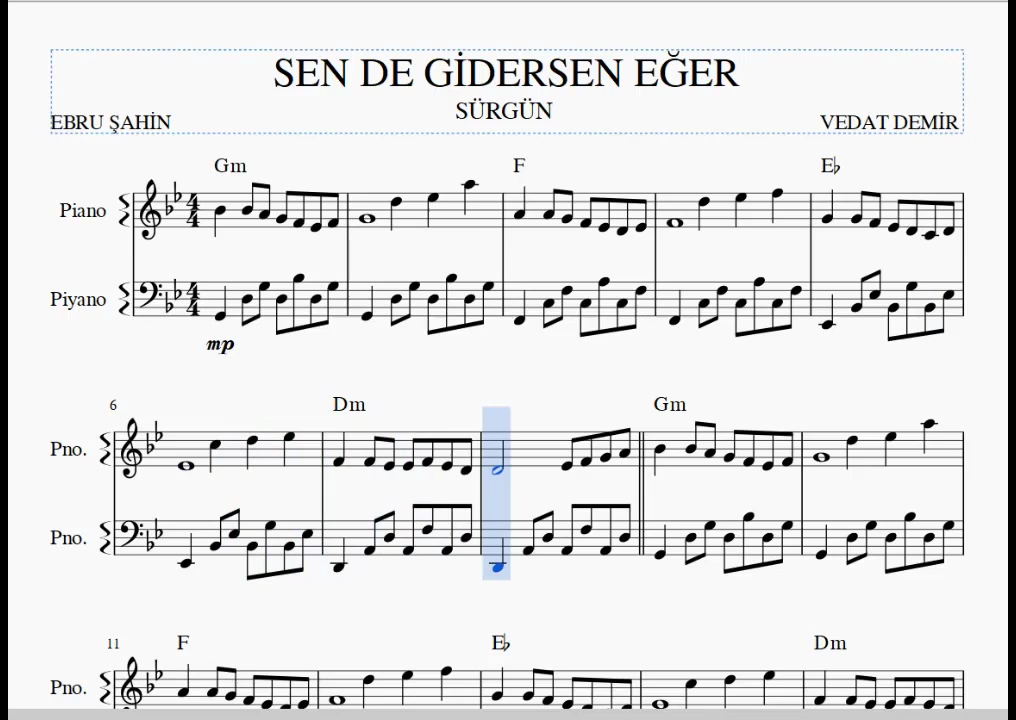 SEN DE GİDERSEN EĞER
SÜRGÜN
EBRU ŞAHİN VEDAT DEMİR
Gm F E♭
Piano
Piyano
mp
6 Dm Gm
Pno.
Pno.
11 F E♭ Dm
Pno.